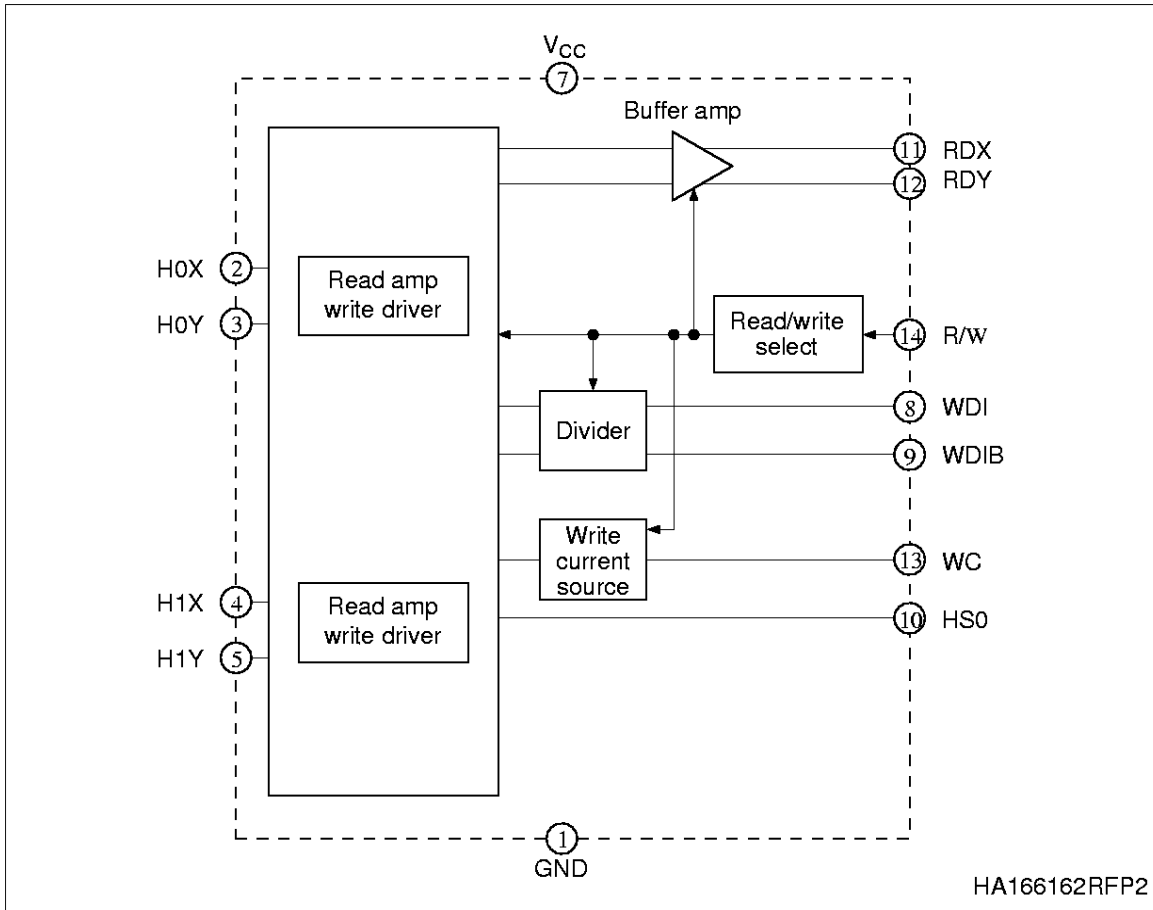 VCC
7
Buffer amp
11 RDX
12 RDY
H0X 2
H0Y 3
Read amp
write driver
Read/write
select
14 R/W
8 WDI
Divider
9 WDIB
Write
current
source
13 WC
H1X 4
H1Y 5
Read amp
write driver
10 HS0
1
GND
HA166162RFP2